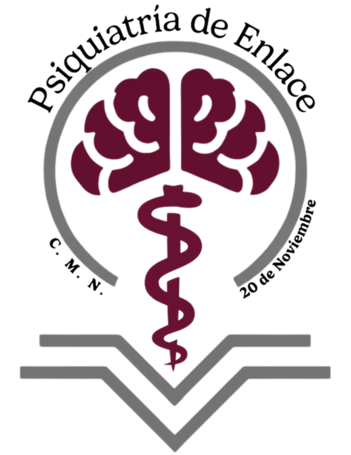 Psiquiatría de Enlace
C. M. N.
20 de Noviembre